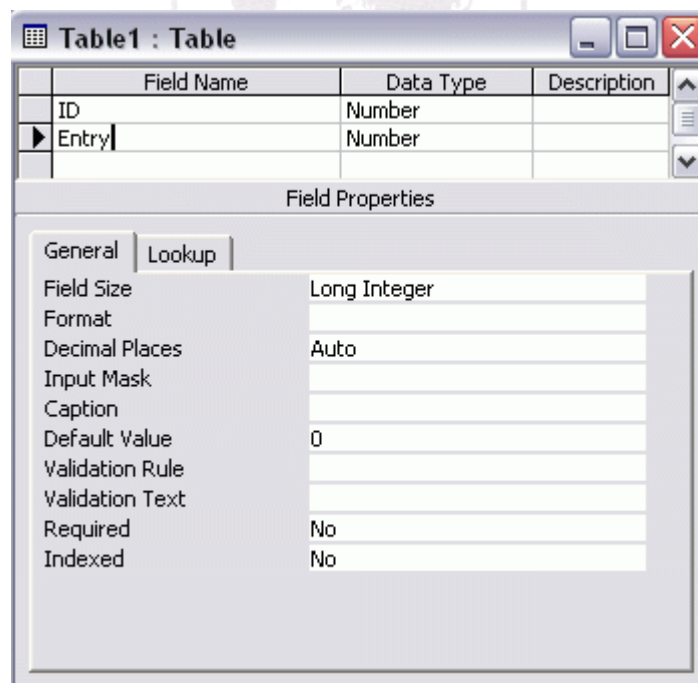 Table1 : Table
Field Name Data Type Description
ID Number
Entry Number
Field Properties
General Lookup
Field Size Long Integer
Format
Decimal Places Auto
Input Mask
Caption
Default Value 0
Validation Rule
Validation Text
Required No
Indexed No